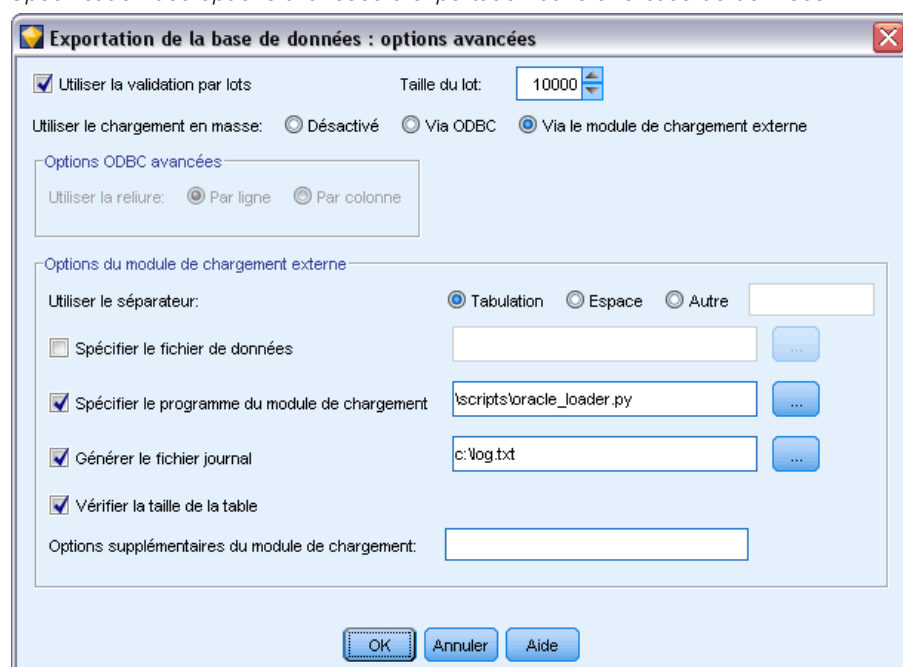 Exportation de la base de données : options avancées
Utiliser la validation par lots Taille du lot: 10000
Utiliser le chargement en masse: Désactivé Via ODBC Via le module de chargement externe
Options ODBC avancées
Utiliser la reliure: Par ligne Par colonne
Options du module de chargement externe
Utiliser le séparateur: Tabulation Espace Autre
Spécifier le fichier de données ...
Spécifier le programme du module de chargement \scripts\oracle_loader.py ...
Générer le fichier journal c:\log.txt ...
Vérifier la taille de la table
Options supplémentaires du module de chargement:
OK Annuler Aide